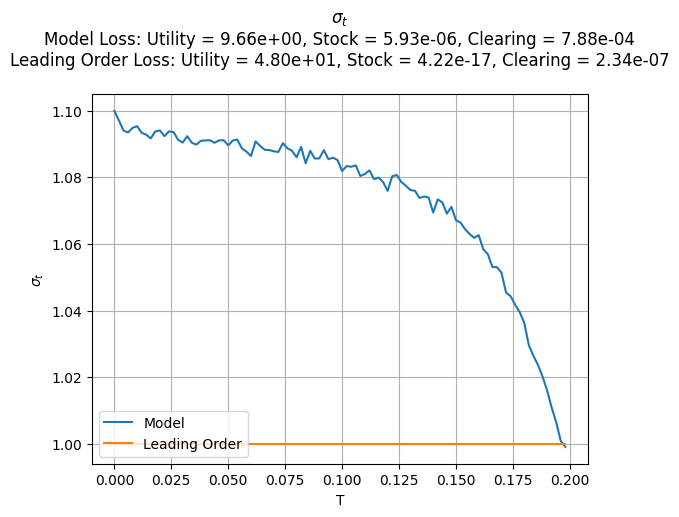 σt
Model Loss: Utility = 9.66e+00, Stock = 5.93e-06, Clearing = 7.88e-04
Leading Order Loss: Utility = 4.80e+01, Stock = 4.22e-17, Clearing = 2.34e-07
1.10
1.08
1.06
1.04
1.02
1.00
σt
Model
Leading Order
0.000 0.025 0.050 0.075 0.100 0.125 0.150 0.175 0.200
T